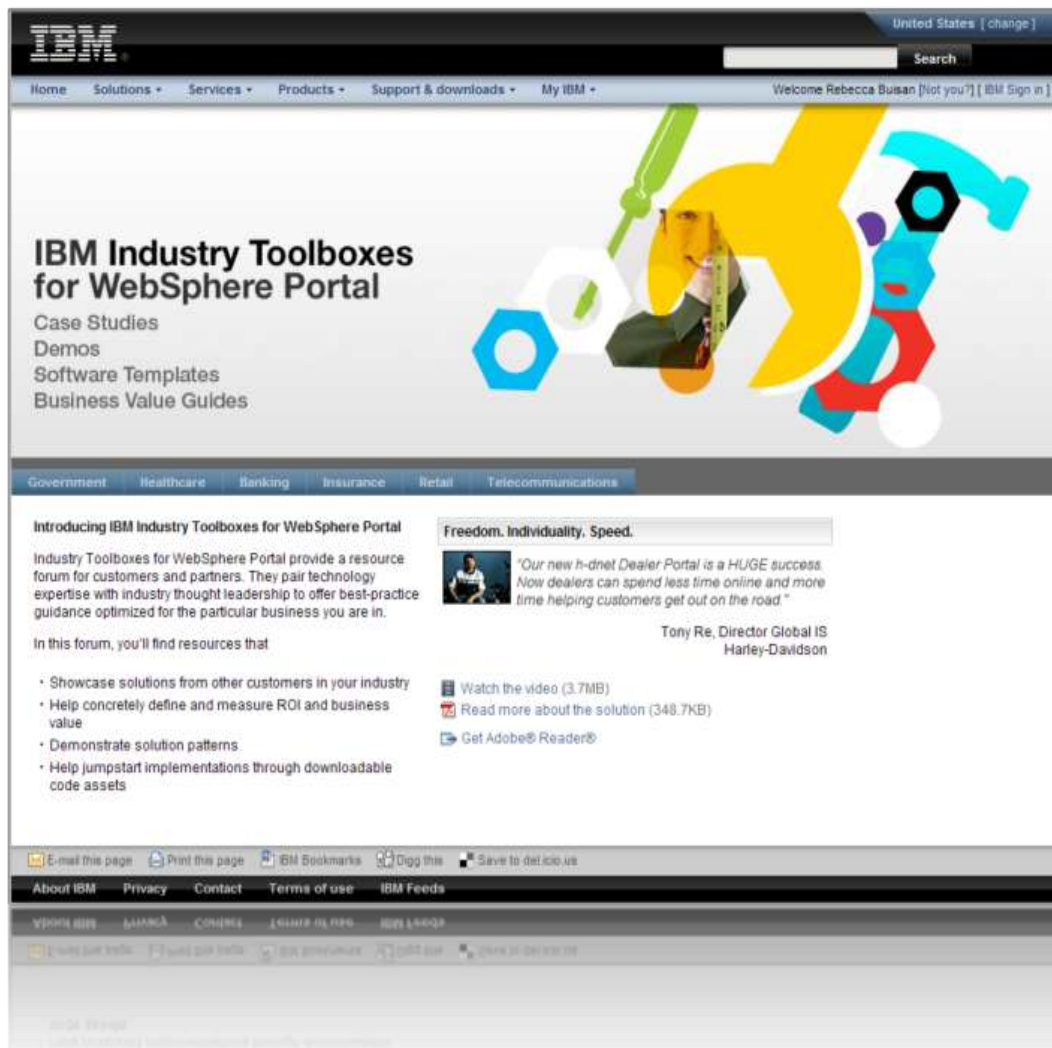 United States [ change ]
IBM®
Search
Home Solutions Services Products Support & downloads My IBM Welcome Rebecca Buisan [Not you?] [ IBM Sign in ]
IBM Industry Toolboxes
for WebSphere Portal
Case Studies
Demos
Software Templates
Business Value Guides
Government Healthcare Banking Insurance Retail Telecommunications
Introducing IBM Industry Toolboxes for WebSphere Portal
Industry Toolboxes for WebSphere Portal provide a resource
forum for customers and partners. They pair technology
expertise with industry thought leadership to offer best-practice
guidance optimized for the particular business you are in.
In this forum, you'll find resources that
· Showcase solutions from other customers in your industry
· Help concretely define and measure ROI and business
value
· Demonstrate solution patterns
· Help jumpstart implementations through downloadable
code assets
Freedom. Individuality. Speed.
"Our new h-dnet Dealer Portal is a HUGE success.
Now dealers can spend less time online and more
time helping customers get out on the road."
Tony Re, Director Global IS
Harley-Davidson
Watch the video (3.7MB)
Read more about the solution (348.7KB)
Get Adobe® Reader®
E-mail this page Print this page IBM Bookmarks Digg this Save to del.icio.us
About IBM Privacy Contact Terms of use IBM Feeds